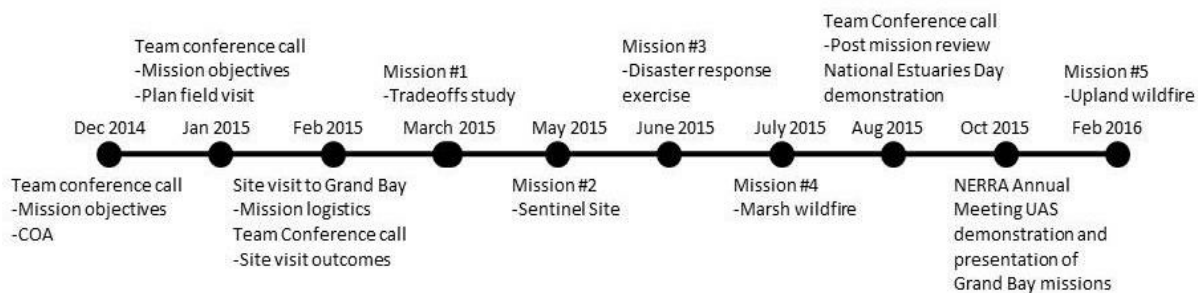 Team conference call
-Mission objectives
-Plan field visit
Mission #1
-Tradeoffs study
Mission #3
-Disaster response
exercise
Team Conference call
-Post mission review
National Estuaries Day
demonstration
Mission #5
-Upland wildfire
Dec 2014
Jan 2015
Feb 2015
March 2015
May 2015
June 2015
July 2015
Aug 2015
Oct 2015
Feb 2016
Team conference call
-Mission objectives
-COA
Site visit to Grand Bay
-Mission logistics
Team Conference call
-Site visit outcomes
Mission #2
-Sentinel Site
Mission #4
-Marsh wildfire
NERRA Annual
Meeting UAS
demonstration and
presentation of
Grand Bay missions